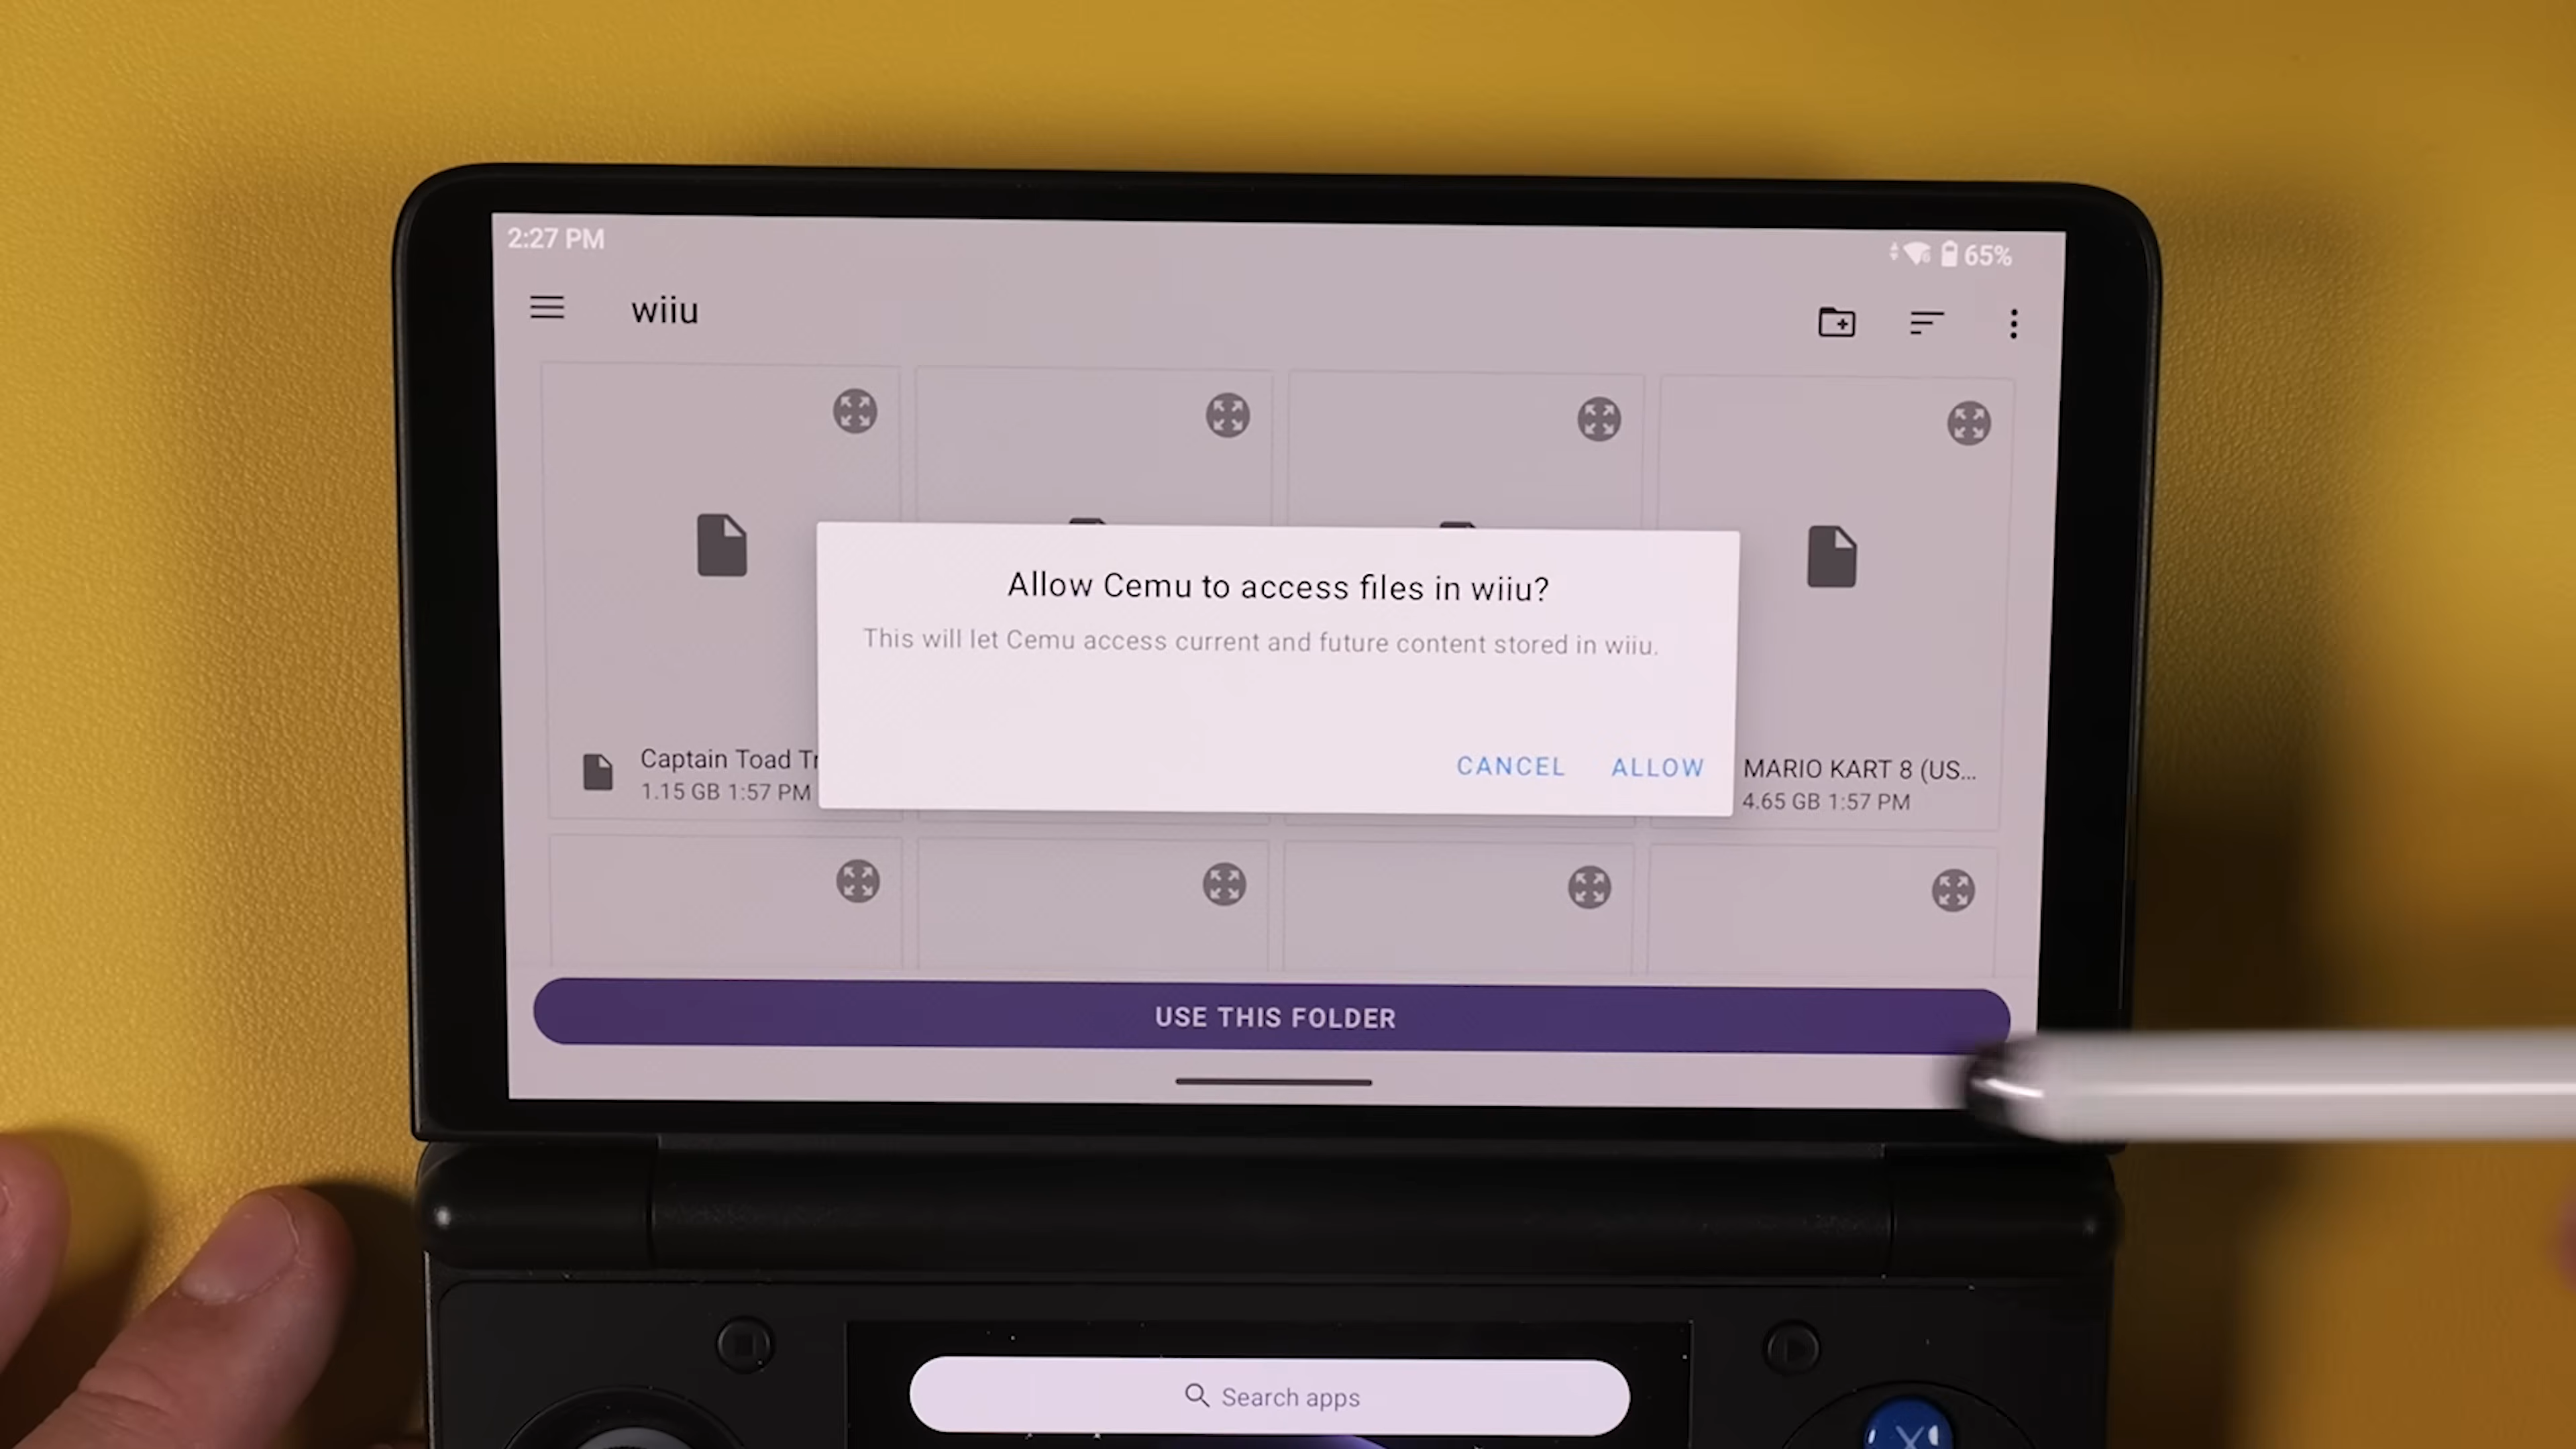 2:27 PM
65%
wiiu
Allow Cemu to access files in wiiu?
This will let Cemu access current and future content stored in wiiu.
CANCEL ALLOW
Captain Toad Tr
1.15 GB 1:57 PM
MARIO KART 8 (US...
4.65 GB 1:57 PM
USE THIS FOLDER
Search apps
X